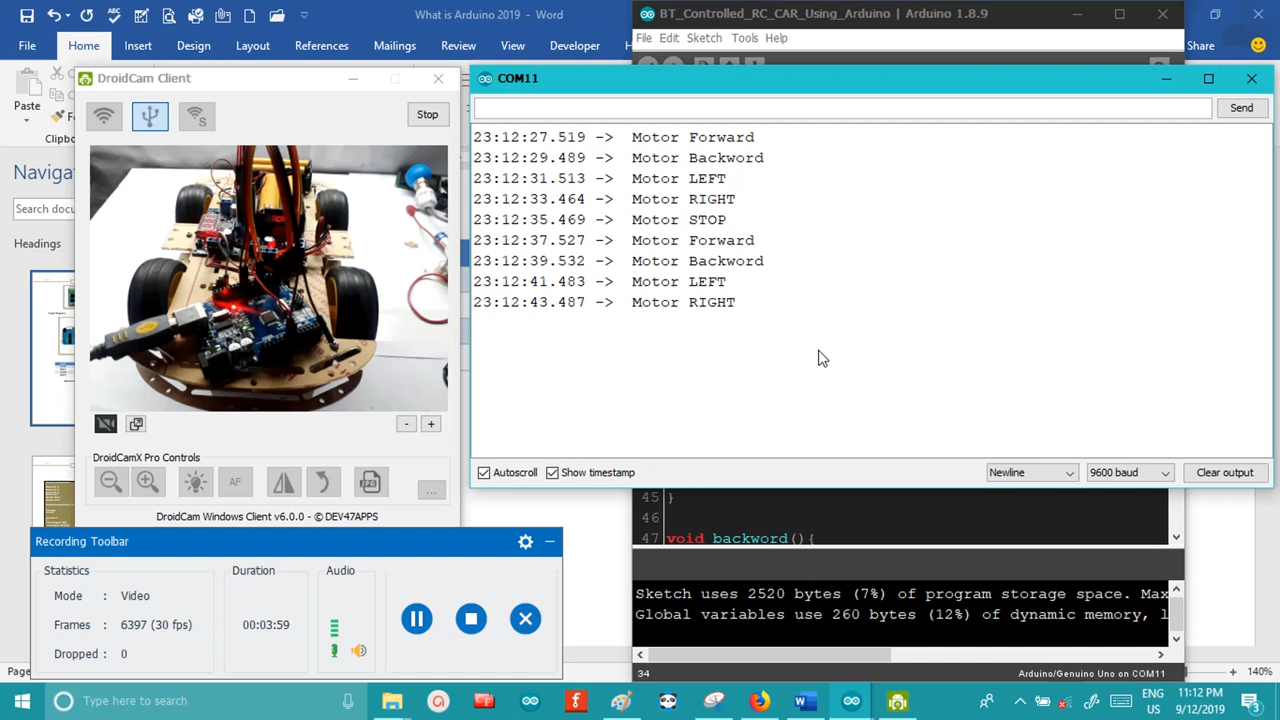 What is Arduino 2019 - Word
File Home Insert Design Layout References Mailings Review View Developer
Paste
Clipb
Navigat
Search docu
Headings
BT_Controlled_RC_CAR_Using_Arduino | Arduino 1.8.9
File Edit Sketch Tools Help
Share
DroidCam Client
Stop
- +
DroidCamX Pro Controls
AF
JPG
...
DroidCam Windows Client v6.0.0 - © DEV47APPS
COM11
Send
23:12:27.519 -> Motor Forward
23:12:29.489 -> Motor Backword
23:12:31.513 -> Motor LEFT
23:12:33.464 -> Motor RIGHT
23:12:35.469 -> Motor STOP
23:12:37.527 -> Motor Forward
23:12:39.532 -> Motor Backword
23:12:41.483 -> Motor LEFT
23:12:43.487 -> Motor RIGHT
Autoscroll Show timestamp Newline 9600 baud Clear output
45 }
46
47 void backword(){
Sketch uses 2520 bytes (7%) of program storage space. Max
Global variables use 260 bytes (12%) of dynamic memory, l
34 Arduino/Genuino Uno on COM11
Recording Toolbar
Statistics Duration Audio
Mode : Video
Frames : 6397 (30 fps) 00:03:59
Dropped : 0
Page
140%
Type here to search
ENG
US
11:12 PM
9/12/2019
3